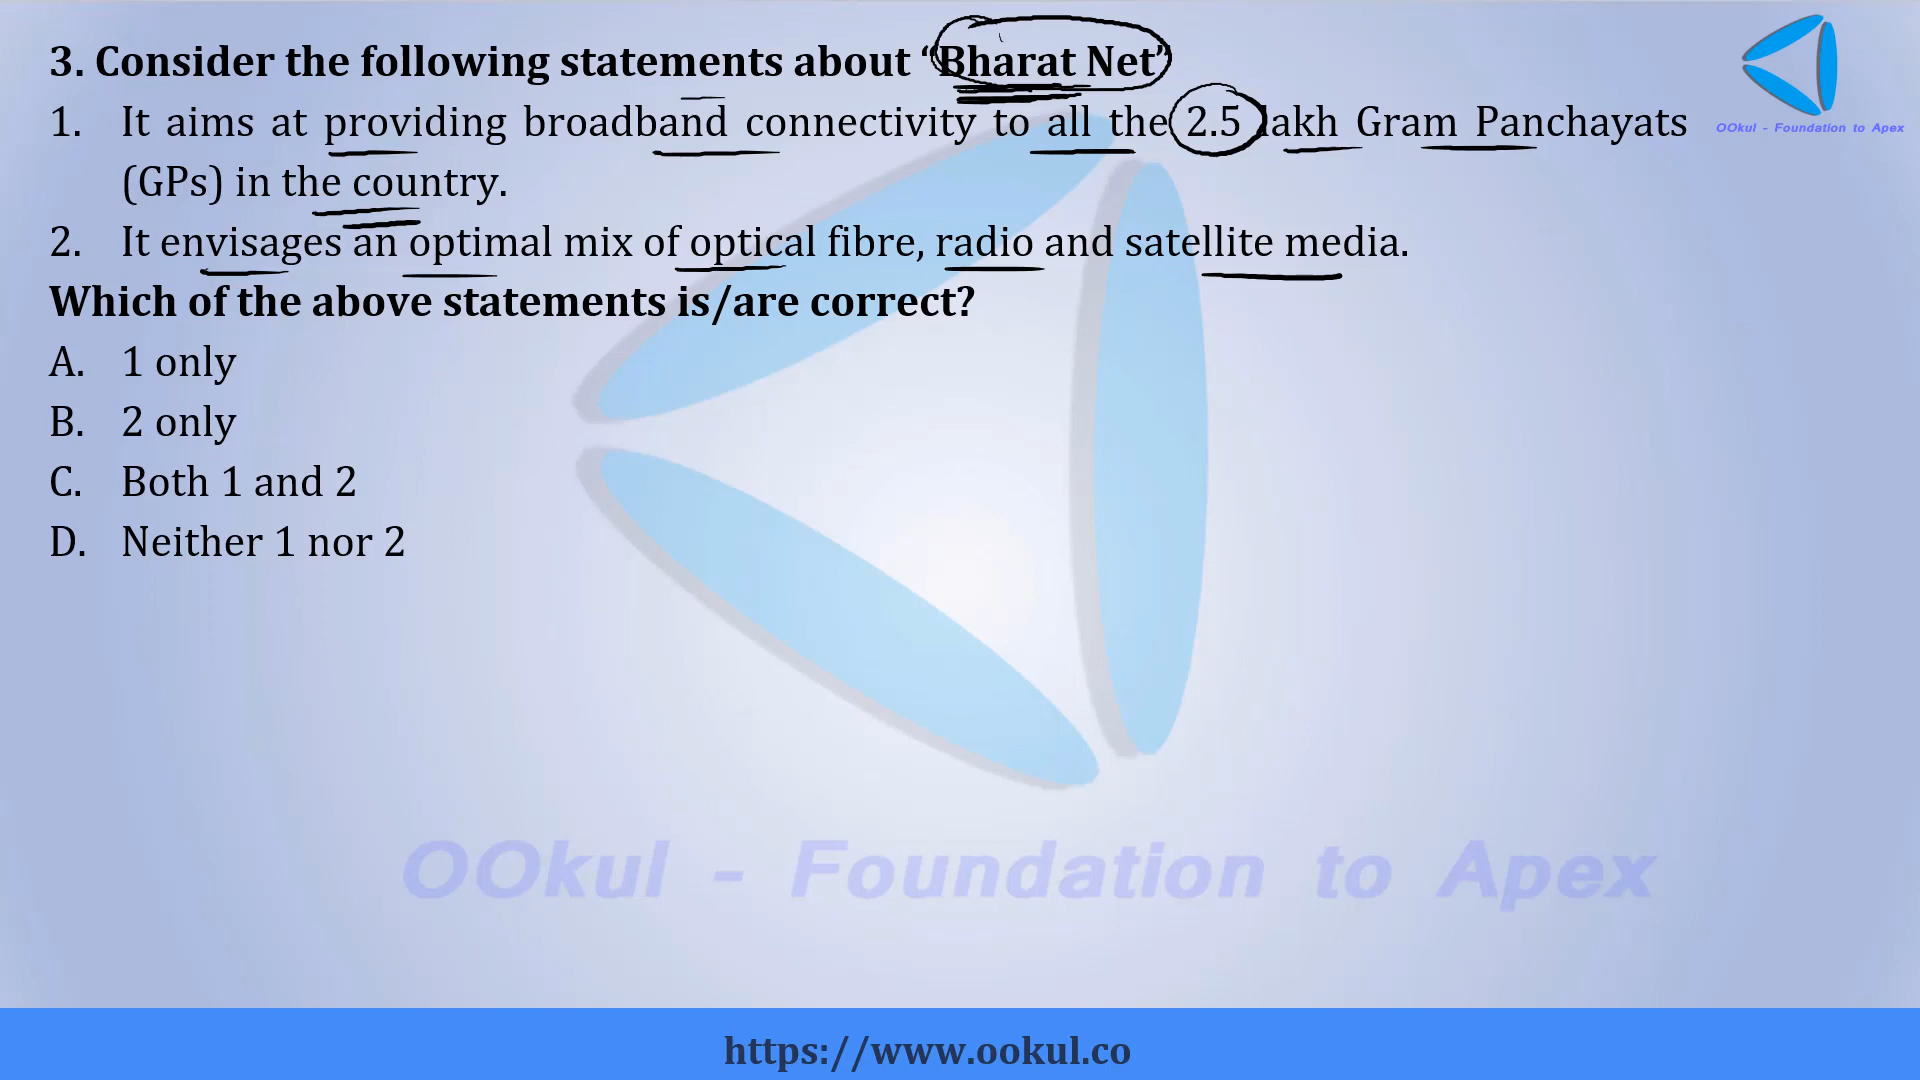 3. Consider the following statements about “Bharat Net”
1. It aims at providing broadband connectivity to all the 2.5 lakh Gram Panchayats
(GPs) in the country.
2. It envisages an optimal mix of optical fibre, radio and satellite media.
Which of the above statements is/are correct?
A. 1 only
B. 2 only
C. Both 1 and 2
D. Neither 1 nor 2
OOkul - Foundation to Apex
OOkul - Foundation to Apex
https://www.ookul.co